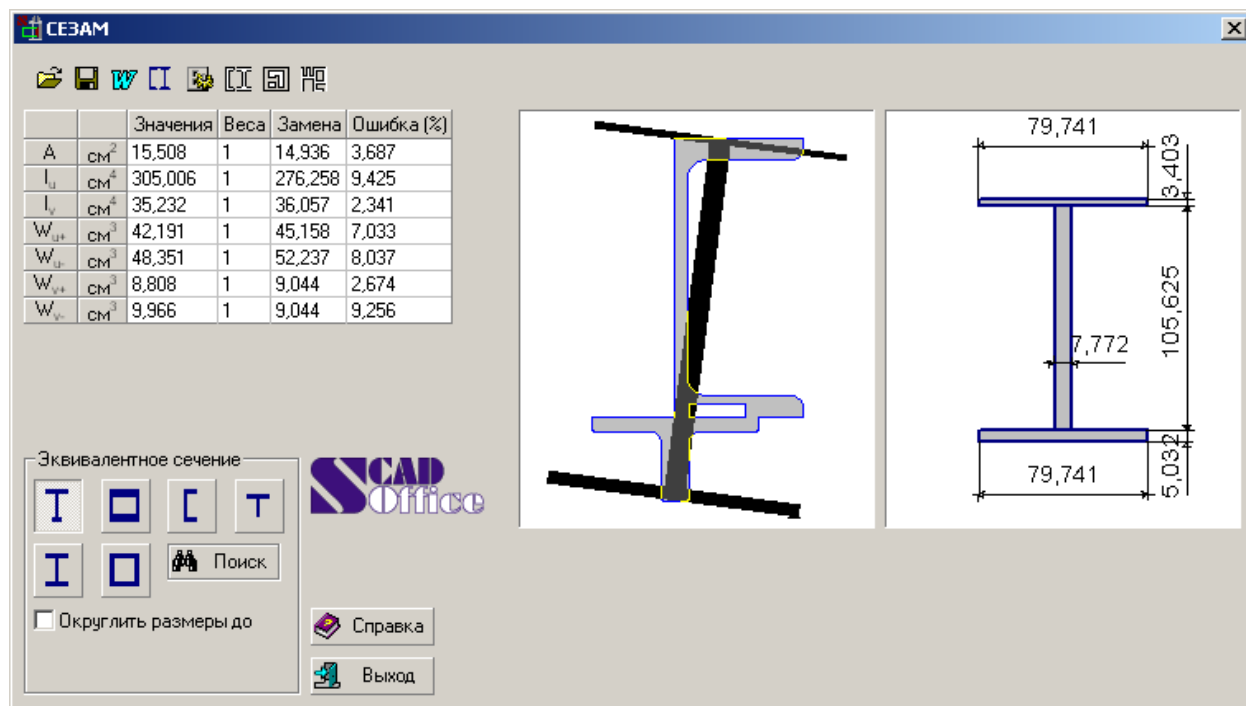 СЕЗАМ
Значения Веса Замена Ошибка (%)
A см² 15,508 1 14,936 3,687
Iu см⁴ 305,006 1 276,258 9,425
Iv см⁴ 35,232 1 36,057 2,341
Wu+ см³ 42,191 1 45,158 7,033
Wu- см³ 48,351 1 52,237 8,037
Wv+ см³ 8,808 1 9,044 2,674
Wv- см³ 9,966 1 9,044 9,256
79,741
3,403
105,625
7,772
79,741
5,032
Эквивалентное сечение
Поиск
Округлить размеры до
SCAD
Office
Справка
Выход